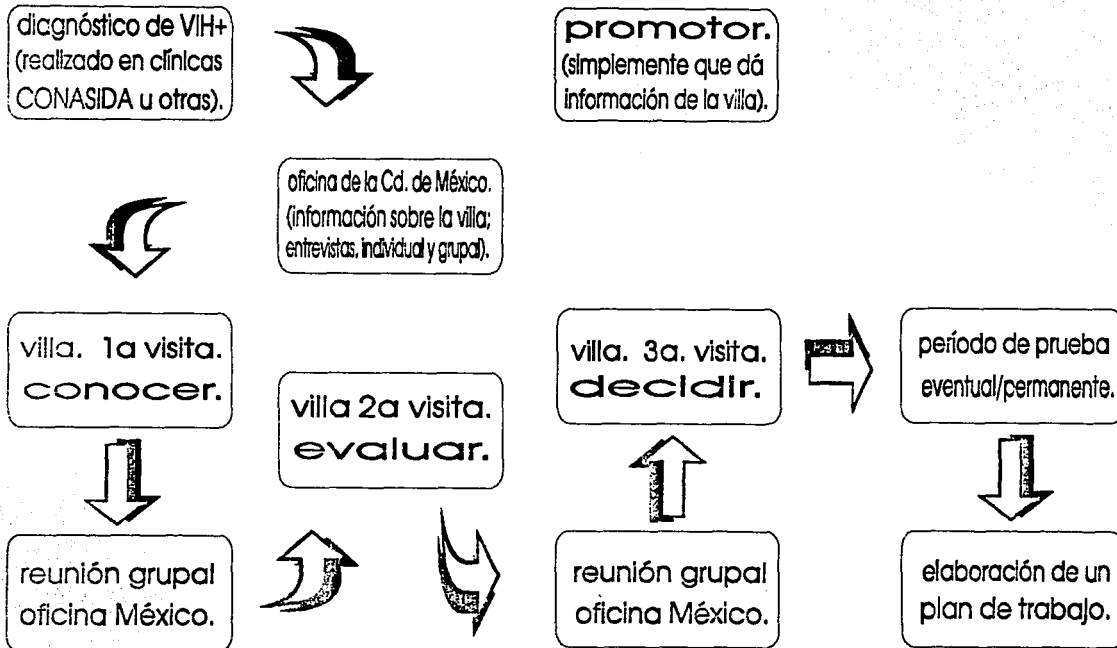 diagnóstico de VIH+
(realizado en clínicas
CONASIDA u otras).
promotor.
(simplemente que dá
información de la villa).
oficina de la Cd. de México.
(información sobre la villa;
entrevistas, individual y grupal).
villa. 1a visita.
conocer.
villa 2a visita.
evaluar.
villa. 3a. visita.
decidir.
período de prueba
eventual/permanente.
reunión grupal
oficina México.
reunión grupal
oficina México.
elaboración de un
plan de trabajo.